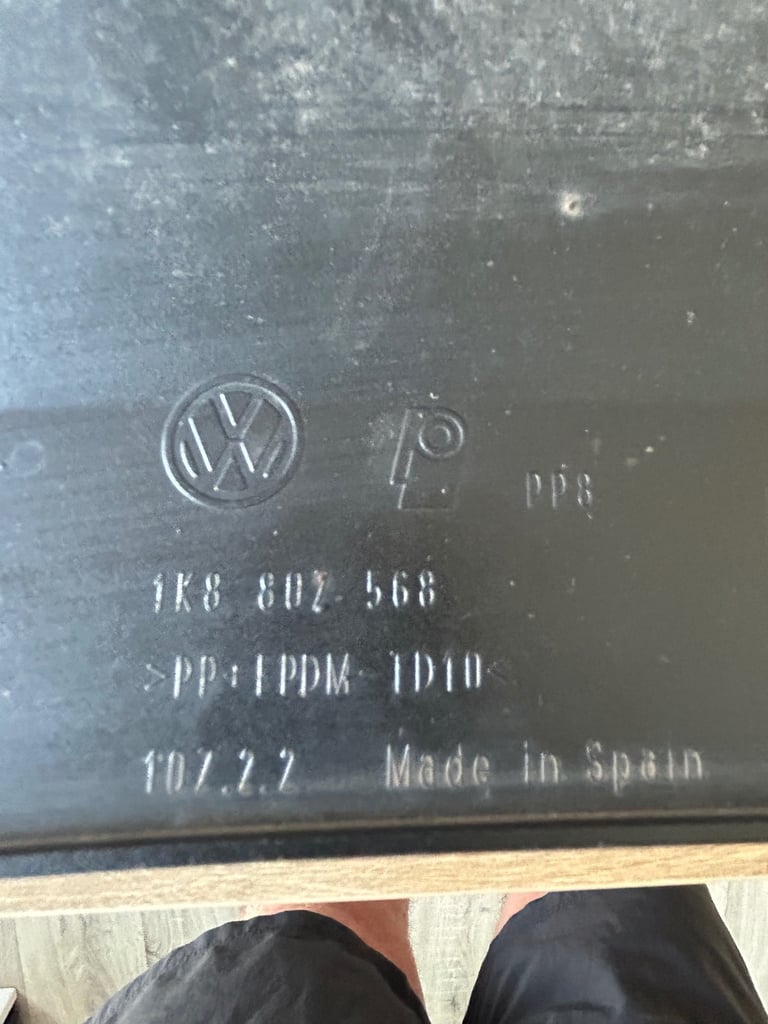 PP8
1K8 807 568
>PP+EPDM-TD10<
107.2.2 Made in Spain